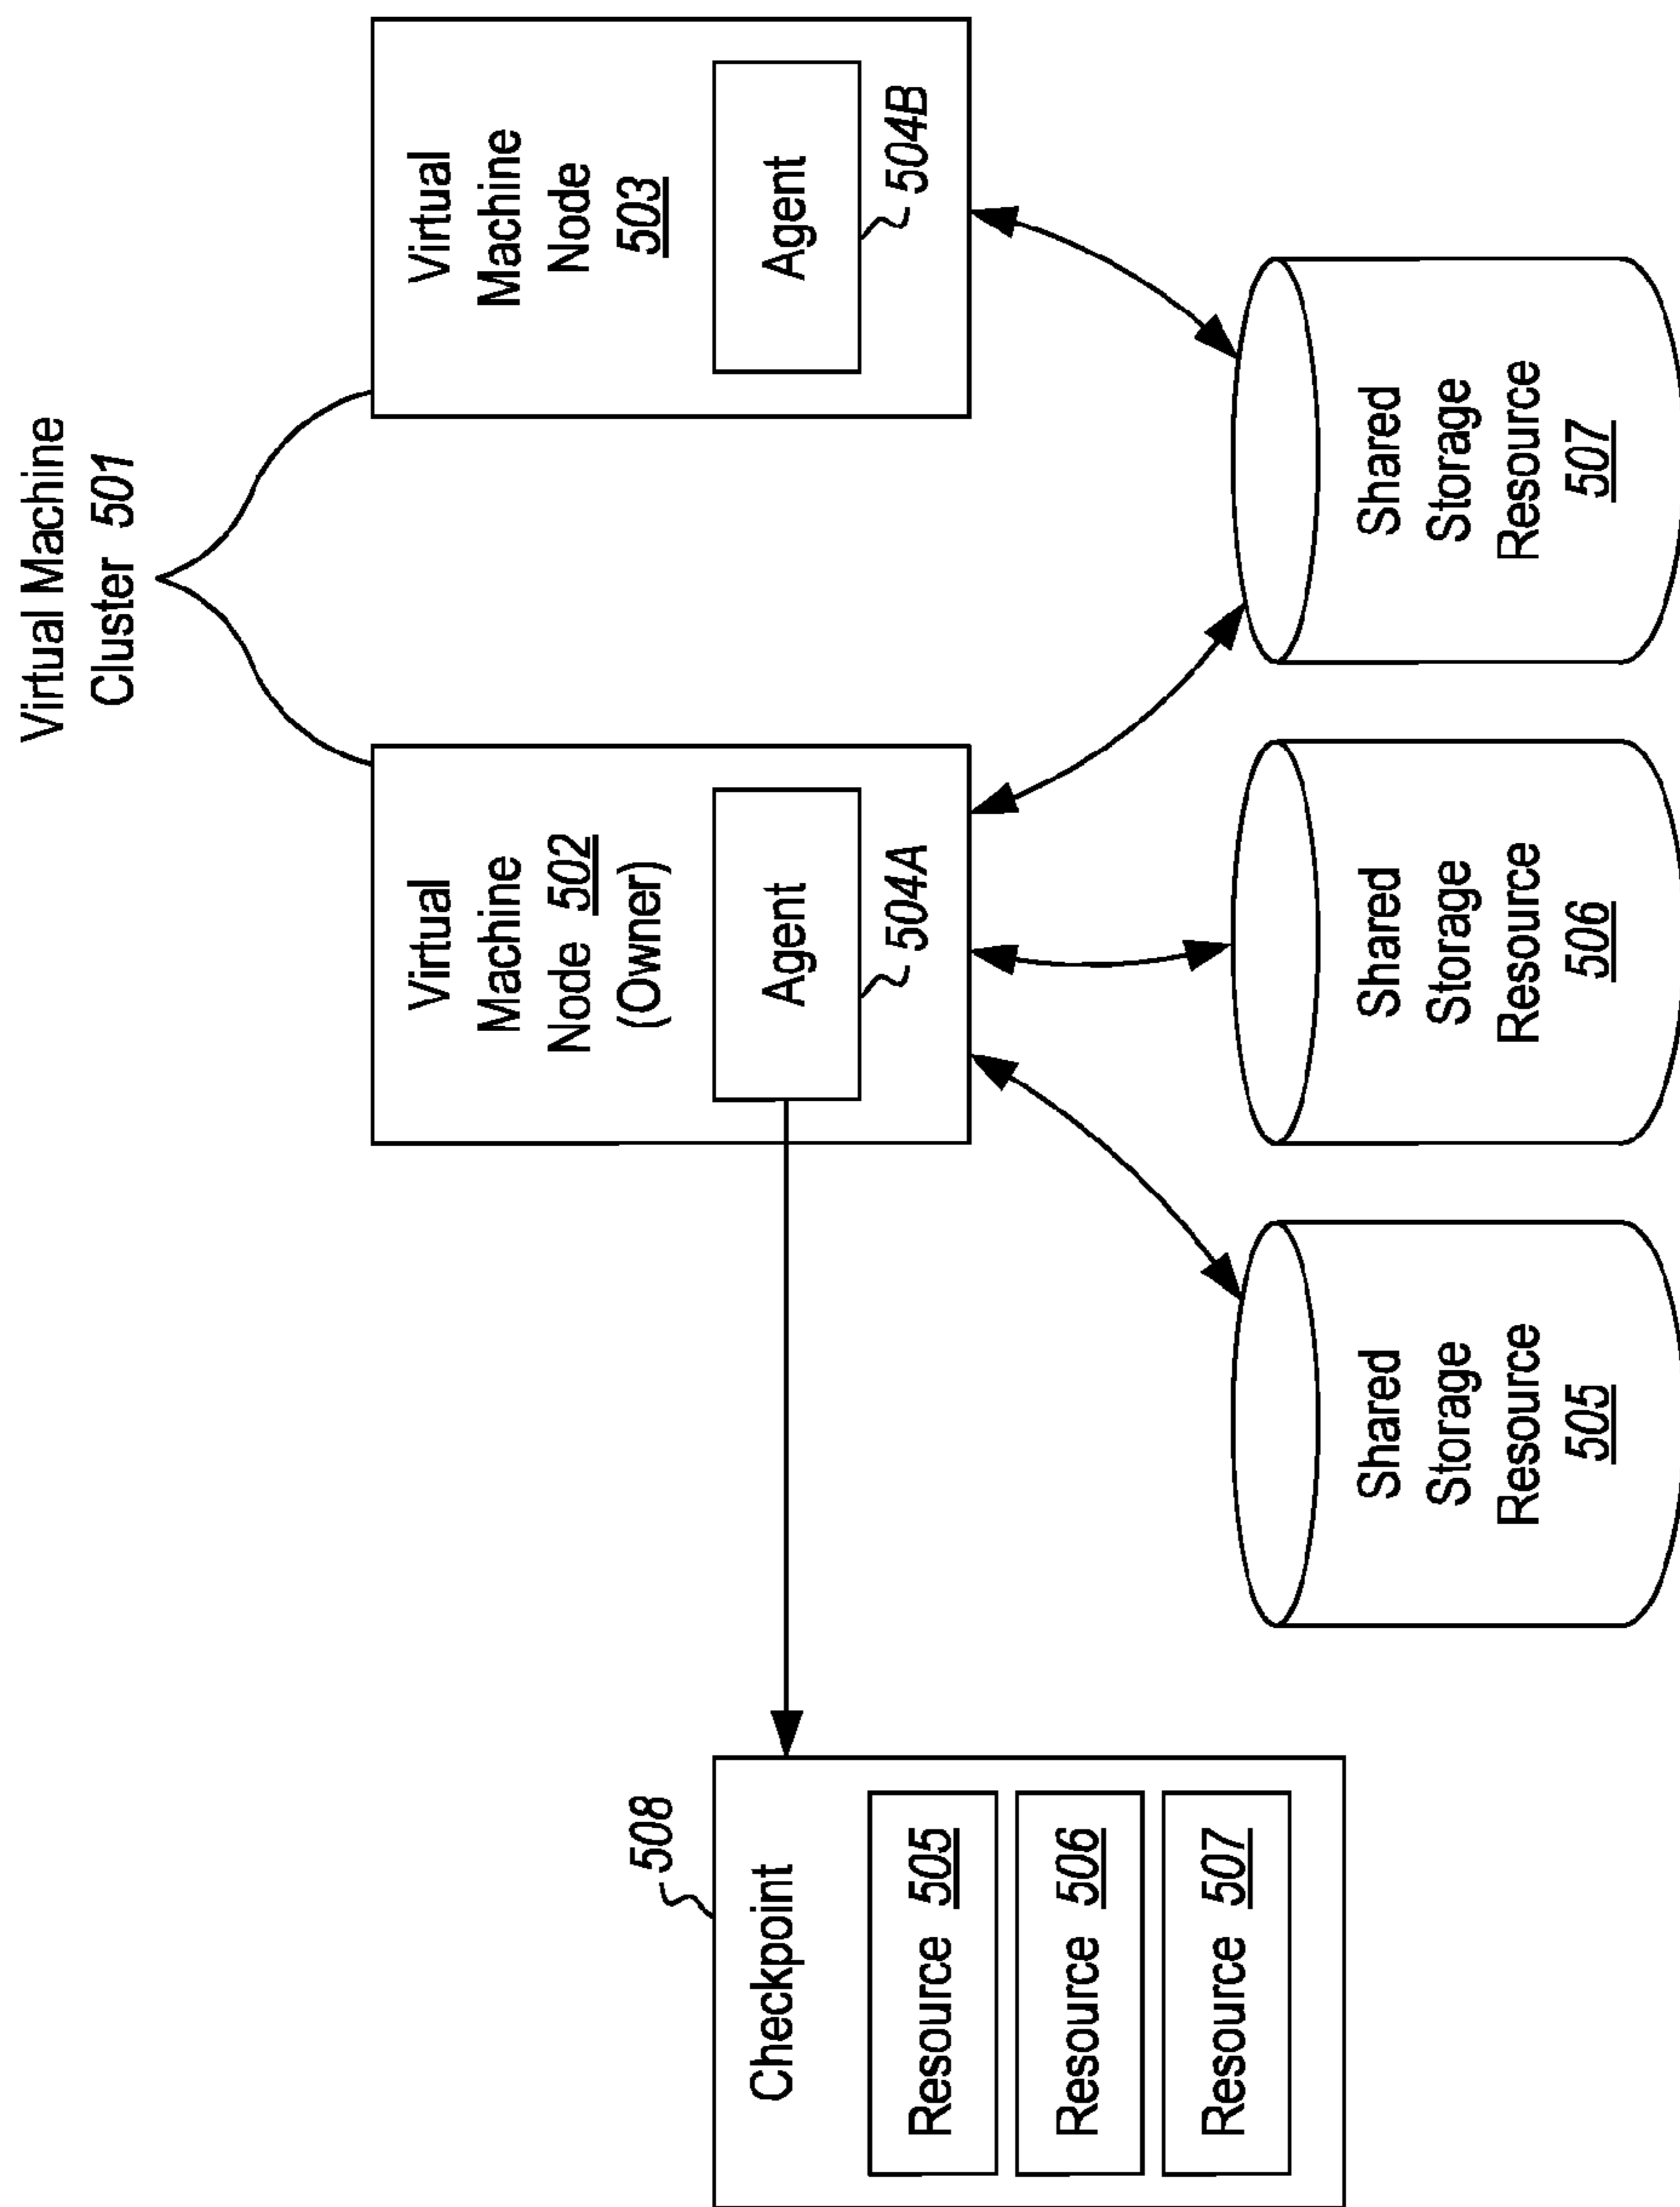 Virtual Machine
Cluster 501
Virtual
Machine
Node 502
(Owner)
Agent
504A
Virtual
Machine
Node
503
Agent
504B
508
Checkpoint
Resource 505
Resource 506
Resource 507
Shared
Storage
Resource
505
Shared
Storage
Resource
506
Shared
Storage
Resource
507